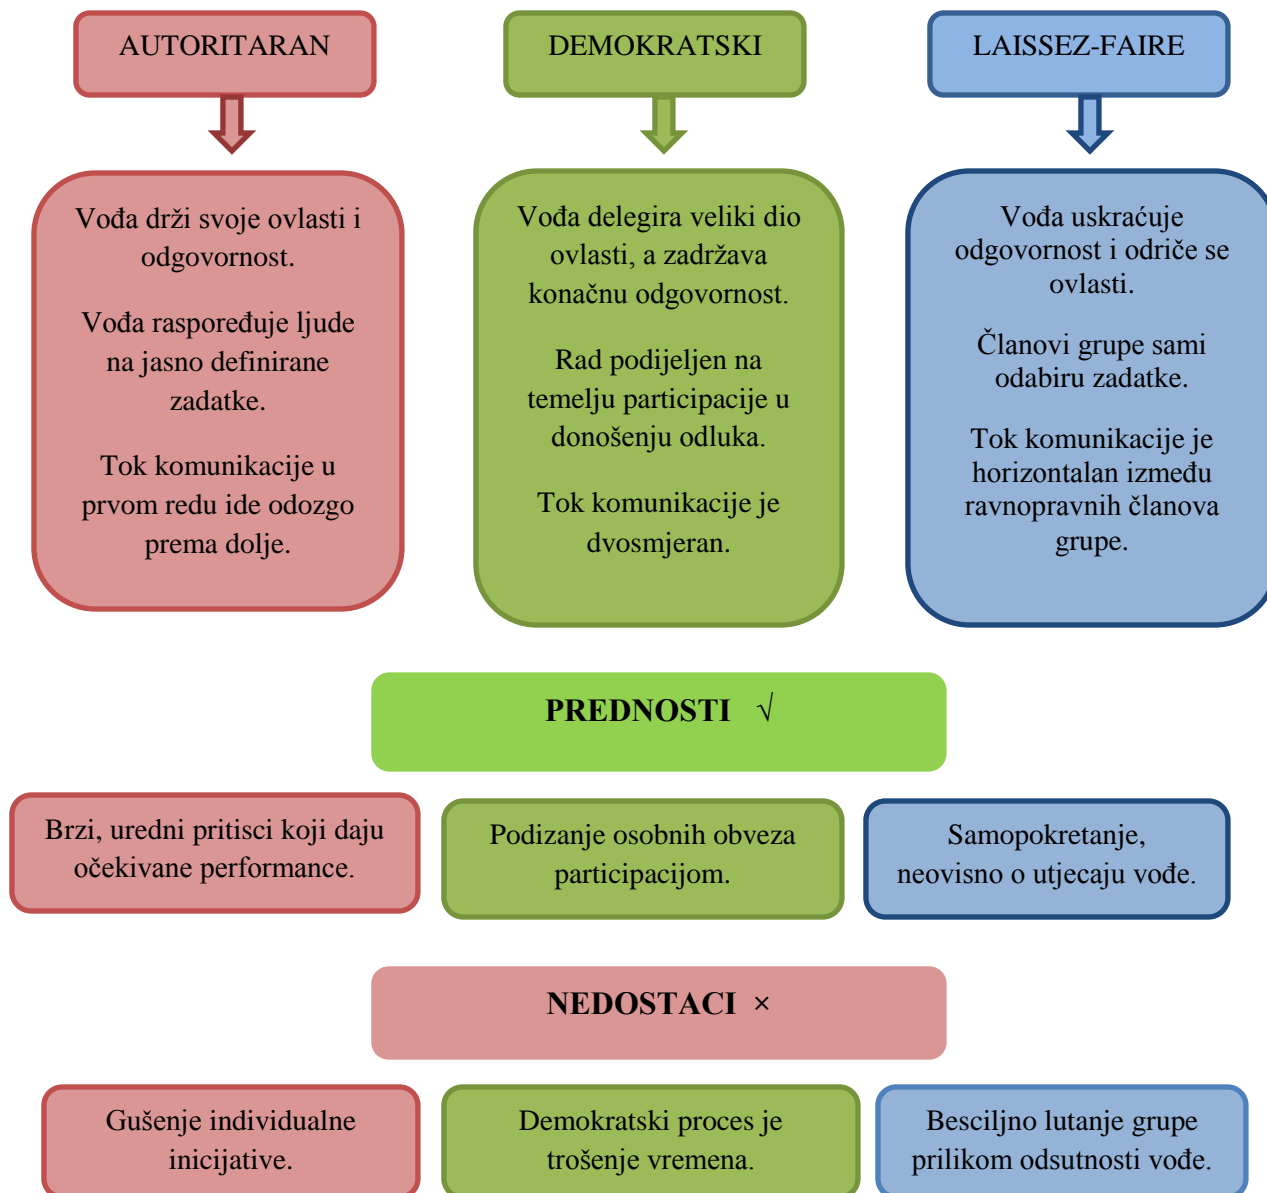 AUTORITARAN
DEMOKRATSKI
LAISSEZ-FAIRE
Vođa drži svoje ovlasti i
odgovornost.
Vođa raspoređuje ljude
na jasno definirane
zadatke.
Tok komunikacije u
prvom redu ide odozgo
prema dolje.
Vođa delegira veliki dio
ovlasti, a zadržava
konačnu odgovornost.
Rad podijeljen na
temelju participacije u
donošenju odluka.
Tok komunikacije je
dvosmjeran.
Vođa uskraćuje
odgovornost i odriče se
ovlasti.
Članovi grupe sami
odabiru zadatke.
Tok komunikacije je
horizontalan između
ravnopravnih članova
grupe.
PREDNOSTI √
Brzi, uredni pritisci koji daju
očekivane performance.
Podizanje osobnih obveza
participacijom.
Samopokretanje,
neovisno o utjecaju vođe.
NEDOSTACI ×
Gušenje individualne
inicijative.
Demokratski proces je
trošenje vremena.
Besciljno lutanje grupe
prilikom odsutnosti vođe.